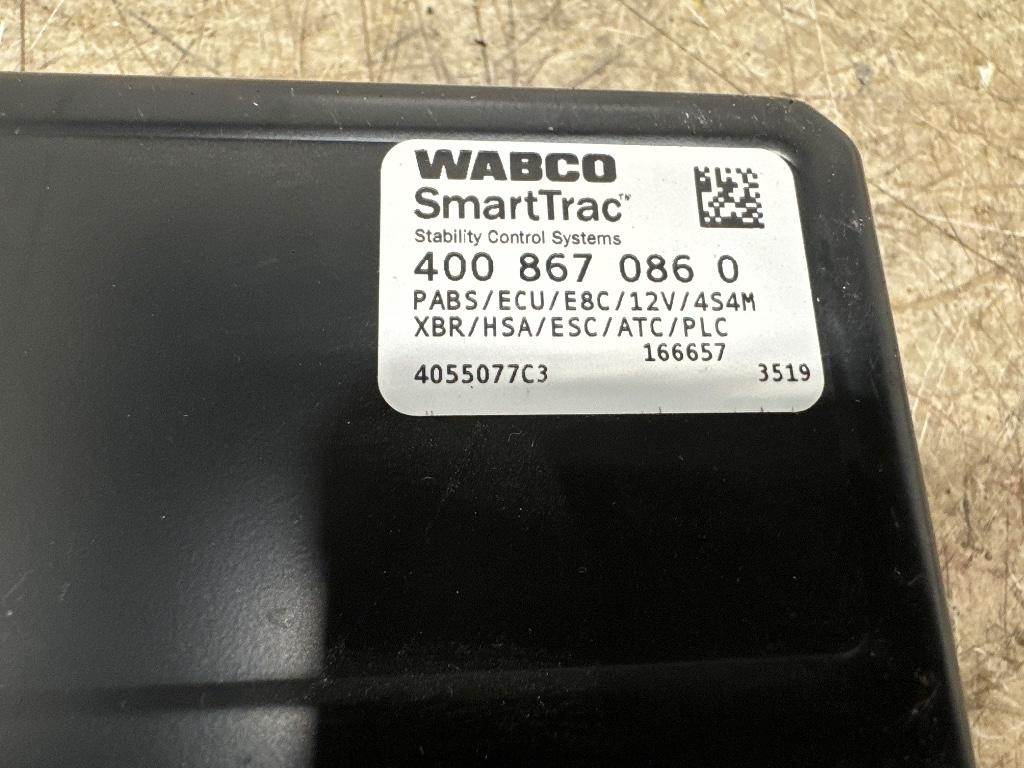 WABCO
SmartTrac™
Stability Control Systems
400 867 086 0
PABS/ECU/E8C/12V/4S4M
XBR/HSA/ESC/ATC/PLC
166657
4055077C3 3519